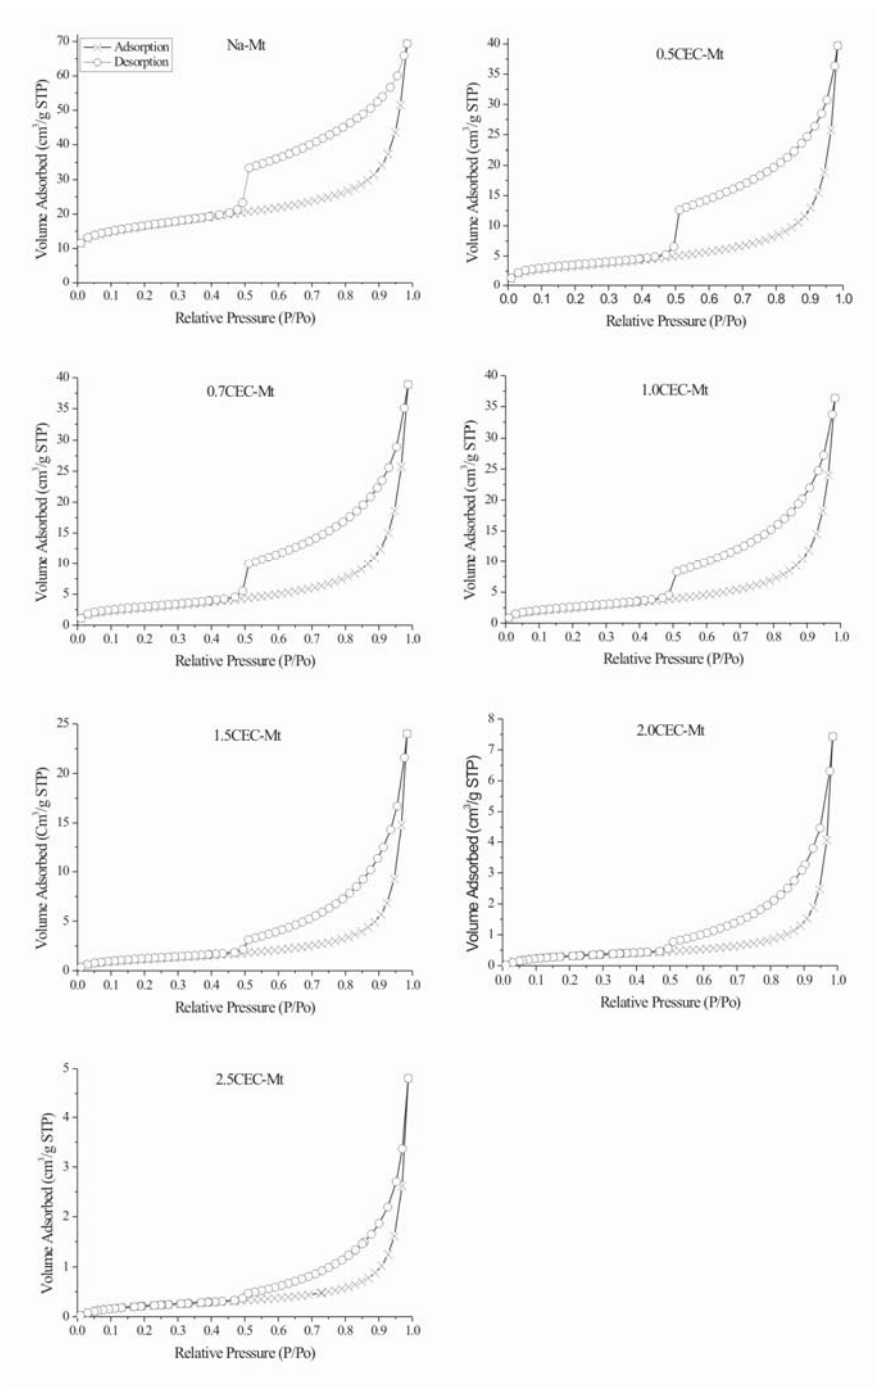 Na-Mt
Adsorption
Desorption
Volume Adsorbed (cm³/g STP)
70
60
50
40
30
20
10
0
0.0 0.1 0.2 0.3 0.4 0.5 0.6 0.7 0.8 0.9 1.0
Relative Pressure (P/Po)
0.5CEC-Mt
Volume Adsorbed (cm³/g STP)
40
35
30
25
20
15
10
5
0
0.0 0.1 0.2 0.3 0.4 0.5 0.6 0.7 0.8 0.9 1.0
Relative Pressure (P/Po)
0.7CEC-Mt
Volume Adsorbed (cm³/g STP)
40
35
30
25
20
15
10
5
0
0.0 0.1 0.2 0.3 0.4 0.5 0.6 0.7 0.8 0.9 1.0
Relative Pressure (P/Po)
1.0CEC-Mt
Volume Adsorbed (cm³/g STP)
40
35
30
25
20
15
10
5
0
0.0 0.1 0.2 0.3 0.4 0.5 0.6 0.7 0.8 0.9 1.0
Relative Pressure (P/Po)
1.5CEC-Mt
Volume Adsorbed (Cm³/g STP)
25
20
15
10
5
0
0.0 0.1 0.2 0.3 0.4 0.5 0.6 0.7 0.8 0.9 1.0
Relative Pressure (P/Po)
2.0CEC-Mt
Volume Adsorbed (cm³/g STP)
8
7
6
5
4
3
2
1
0
0.0 0.1 0.2 0.3 0.4 0.5 0.6 0.7 0.8 0.9 1.0
Relative Pressure (P/Po)
2.5CEC-Mt
Volume Adsorbed (cm³/g STP)
5
4
3
2
1
0
0.0 0.1 0.2 0.3 0.4 0.5 0.6 0.7 0.8 0.9 1.0
Relative Pressure (P/Po)